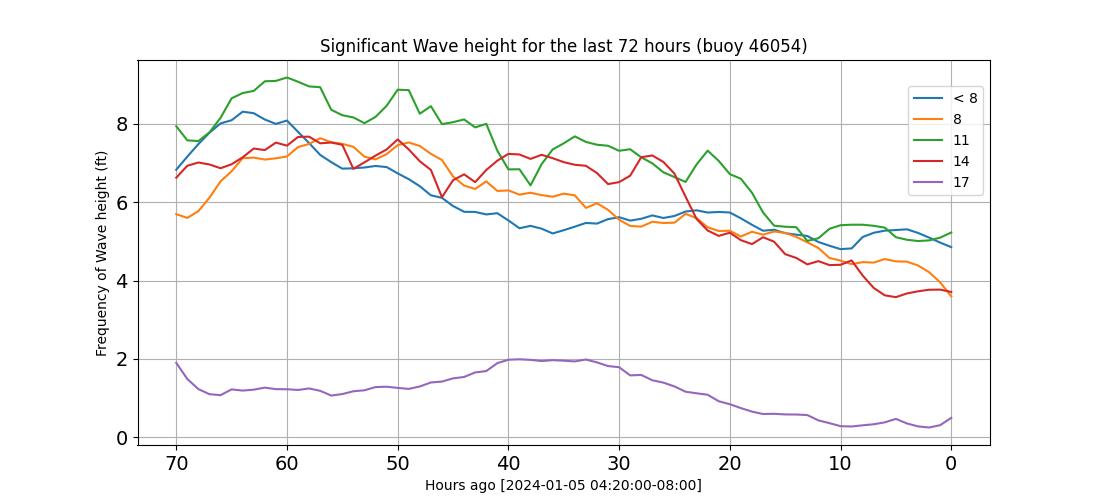 Significant Wave height for the last 72 hours (buoy 46054)
Frequency of Wave height (ft)
8
6
4
2
0
< 8
8
11
14
17
70 60 50 40 30 20 10 0
Hours ago [2024-01-05 04:20:00-08:00]